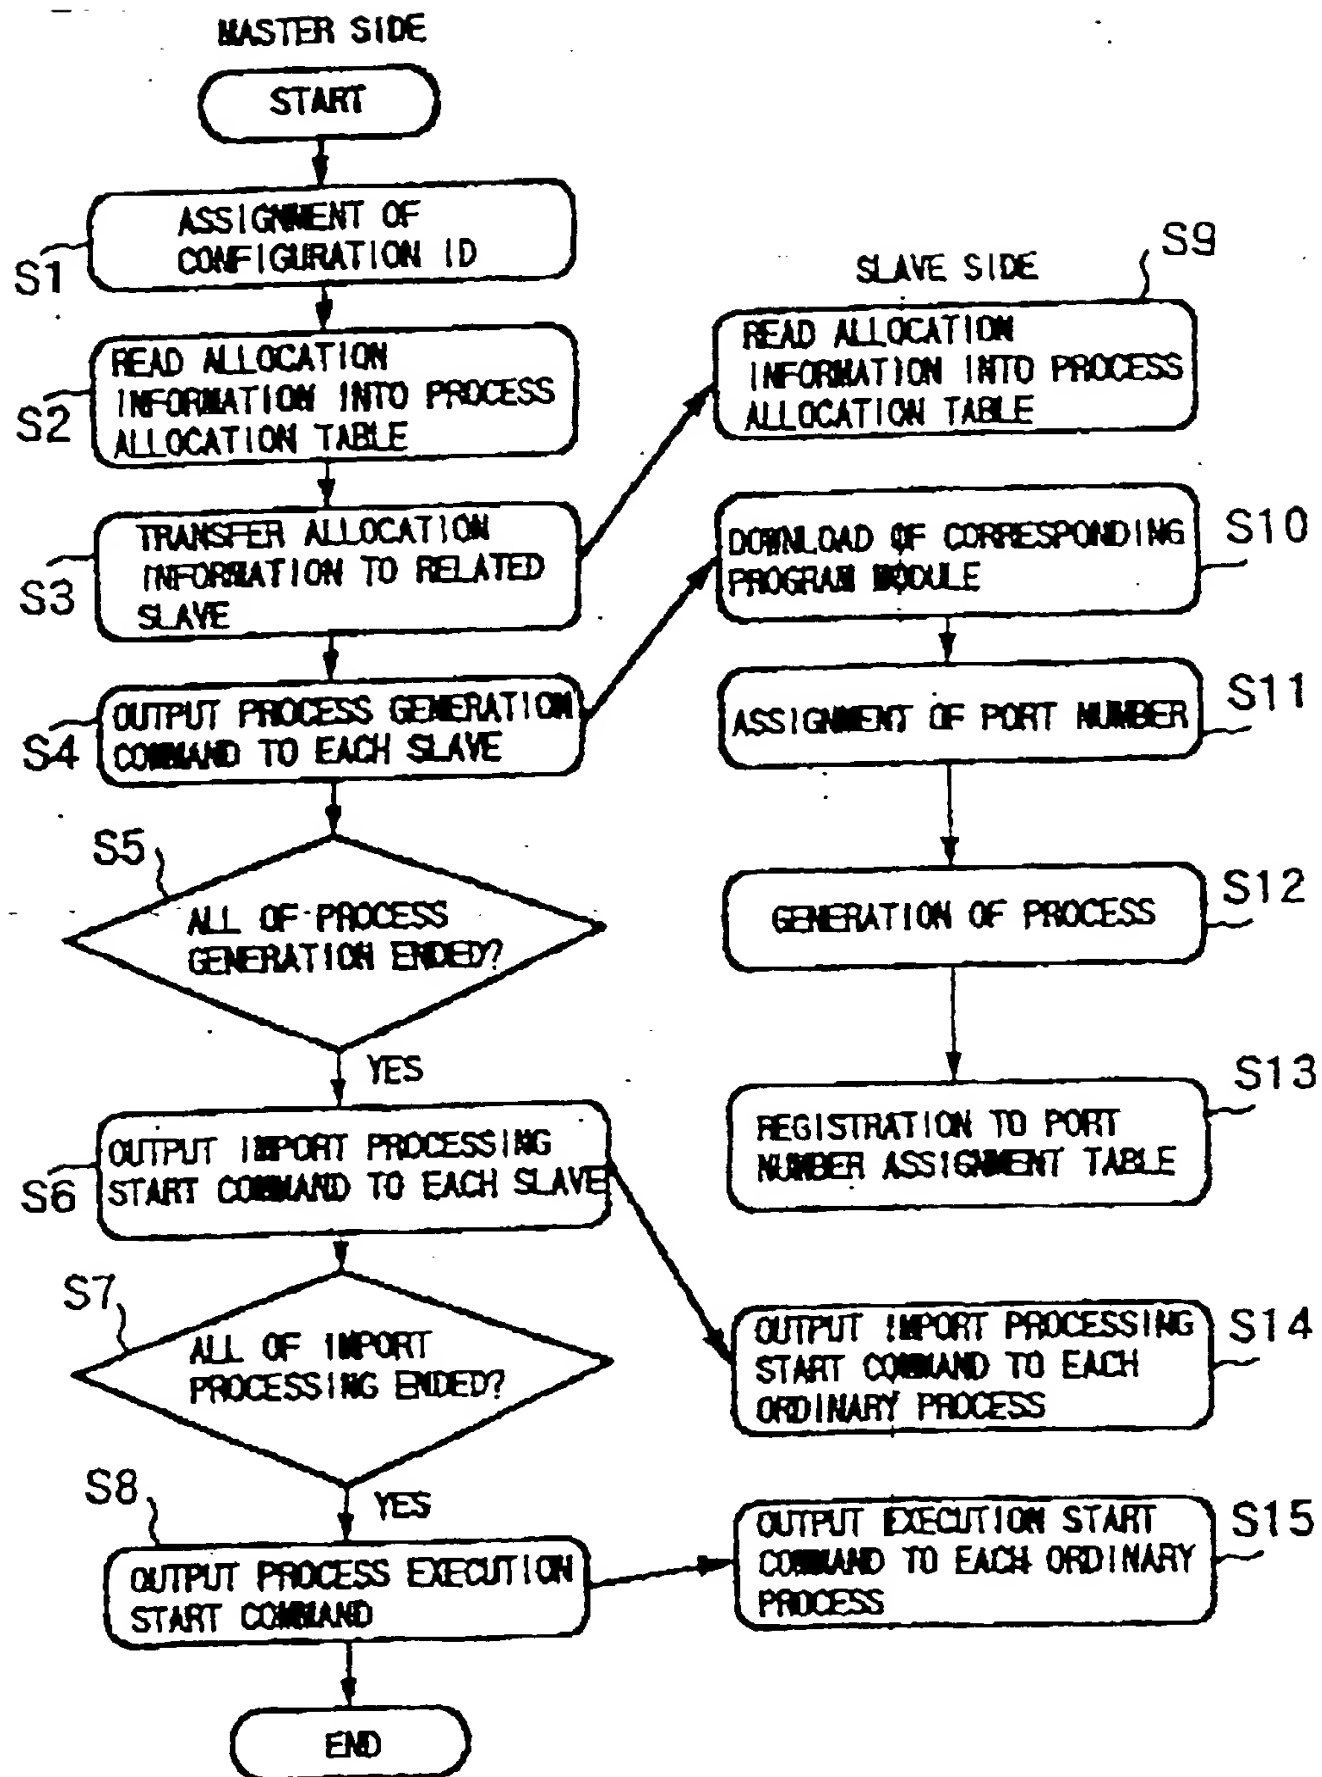 MASTER SIDE
START
ASSIGNMENT OF
CONFIGURATION ID
S1
READ ALLOCATION
INFORMATION INTO PROCESS
ALLOCATION TABLE
S2
TRANSFER ALLOCATION
INFORMATION TO RELATED
SLAVE
S3
OUTPUT PROCESS GENERATION
COMMAND TO EACH SLAVE
S4
S5
ALL OF PROCESS
GENERATION ENDED?
YES
OUTPUT IMPORT PROCESSING
START COMMAND TO EACH SLAVE
S6
S7
ALL OF IMPORT
PROCESSING ENDED?
YES
S8
OUTPUT PROCESS EXECUTION
START COMMAND
END
SLAVE SIDE
S9
READ ALLOCATION
INFORMATION INTO PROCESS
ALLOCATION TABLE
DOWNLOAD OF CORRESPONDING
PROGRAM MODULE
S10
ASSIGNMENT OF PORT NUMBER
S11
GENERATION OF PROCESS
S12
REGISTRATION TO PORT
NUMBER ASSIGNMENT TABLE
S13
OUTPUT IMPORT PROCESSING
START COMMAND TO EACH
ORDINARY PROCESS
S14
OUTPUT EXECUTION START
COMMAND TO EACH ORDINARY
PROCESS
S15